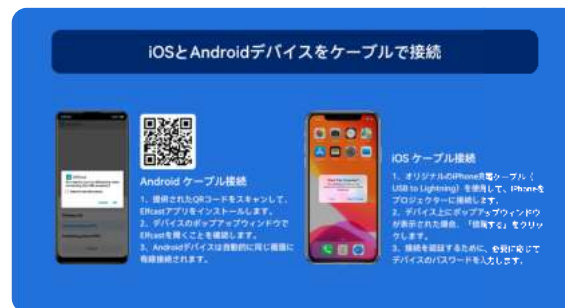 iOSとAndroidデバイスをケーブルで接続
Android ケーブル接続
1、提供されたQRコードをスキャンして、
Elfcastアプリをインストールします。
2、デバイスのポップアップウィンドウで
Elfcastを開くことを確認します。
3、Androidデバイスは自動的に同じ画面に
有線接続されます。
iOS ケーブル接続
1、オリジナルのiPhone充電ケーブル（
USB to Lightning）を使用して、iPhoneを
プロジェクターに接続します。
2、デバイス上にポップアップウィンドウ
が表示された場合、「信頼する」をクリッ
クします。
3、接続を認証するために、必要に応じて
デバイスのパスワードを入力します。